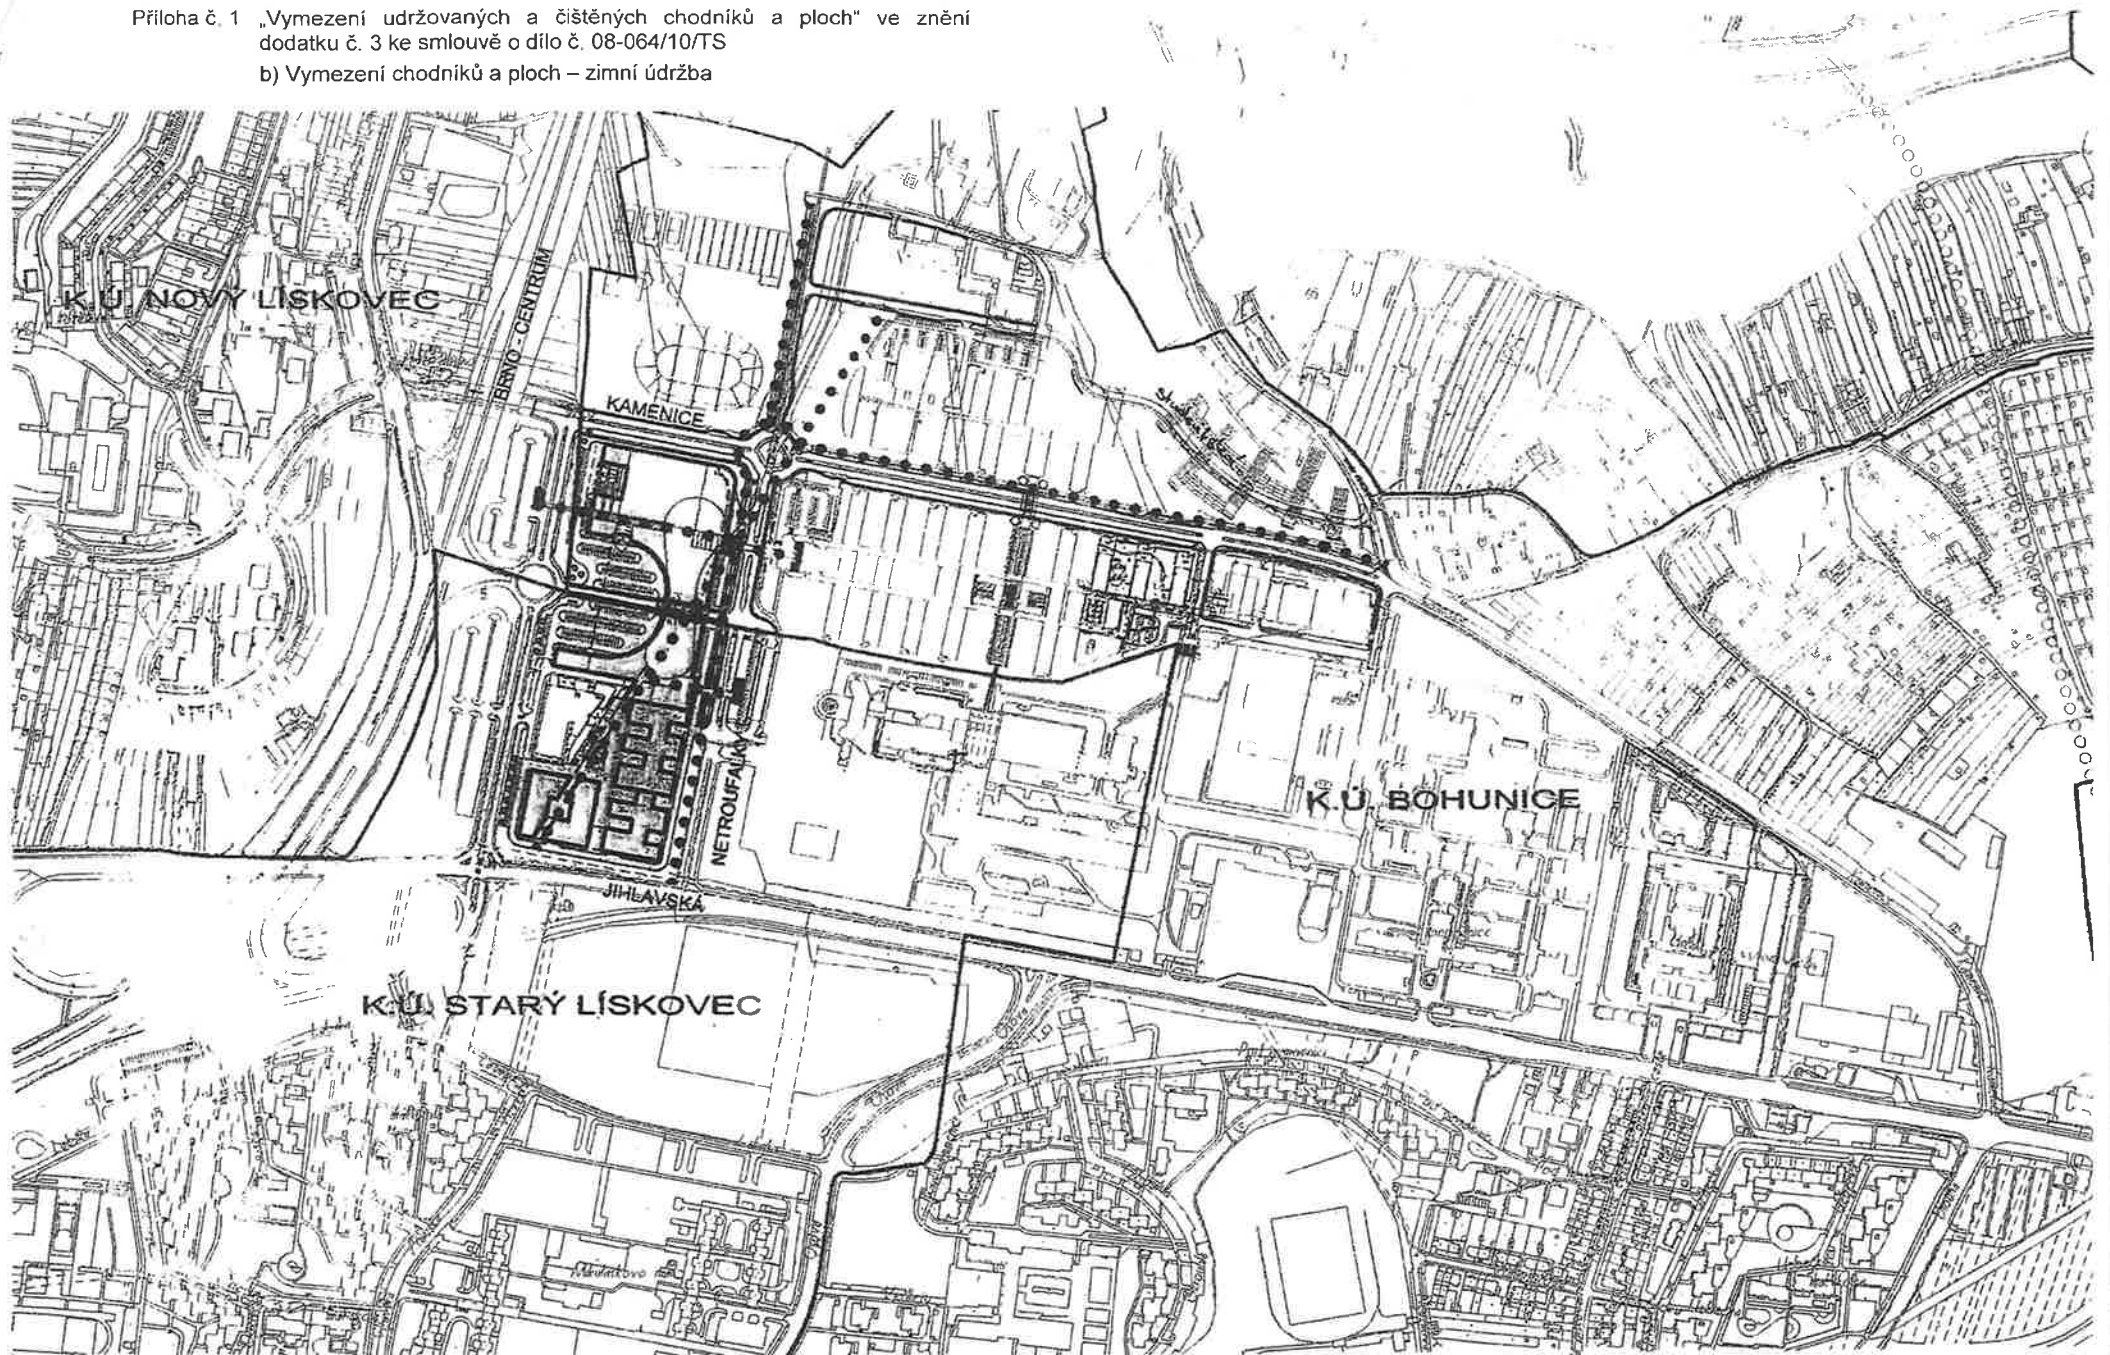 Příloha č. 1 „Vymezení udržovaných a čištěných chodníků a ploch“ ve znění
dodatku č. 3 ke smlouvě o dílo č. 08-064/10/TS
b) Vymezení chodníků a ploch – zimní údržba
K.Ú. NOVÝ LÍSKOVEC
BRNO - CENTRUM
KAMENICE
NETROUFALKY
K.Ú. BOHUNICE
JIHLAVSKÁ
K.Ú. STARÝ LÍSKOVEC